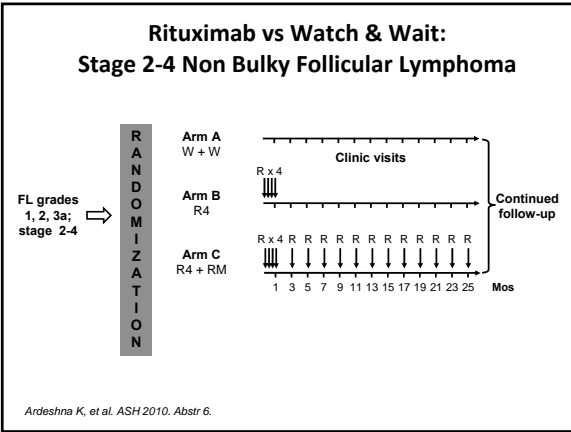 Rituximab vs Watch & Wait:
Stage 2-4 Non Bulky Follicular Lymphoma
FL grades
1, 2, 3a;
stage 2-4
R
A
N
D
O
M
I
Z
A
T
I
O
N
Arm A
W + W
Clinic visits
Arm B
R4
R x 4
Arm C
R4 + RM
R x 4 R R R R R R R R R R R R
1 3 5 7 9 11 13 15 17 19 21 23 25 Mos
Continued
follow-up
Ardeshna K, et al. ASH 2010. Abstr 6.